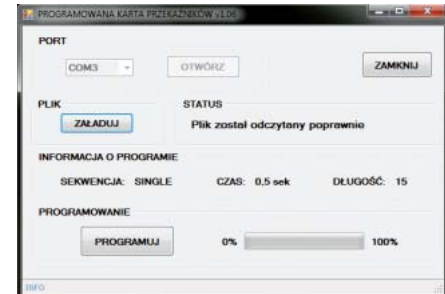 PROGRAMOWANA KARTA PRZEKAŹNIKÓW v1.06
PORT
COM3 OTWÓRZ ZAMKNIJ
PLIK STATUS
ZAŁADUJ Plik został odczytany poprawnie
INFORMACJA O PROGRAMIE
SEKWENCJA: SINGLE CZAS: 0,5 sek DŁUGOŚĆ: 15
PROGRAMOWANIE
PROGRAMUJ 0% 100%
INFO